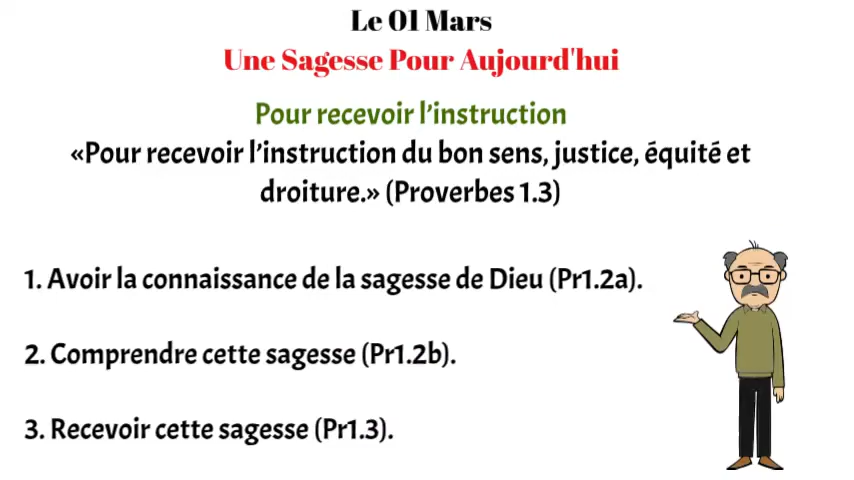 Le 01 Mars
Une Sagesse Pour Aujourd'hui
Pour recevoir l’instruction
«Pour recevoir l’instruction du bon sens, justice, équité et
droiture.» (Proverbes 1.3)
1. Avoir la connaissance de la sagesse de Dieu (Pr1.2a).
2. Comprendre cette sagesse (Pr1.2b).
3. Recevoir cette sagesse (Pr1.3).